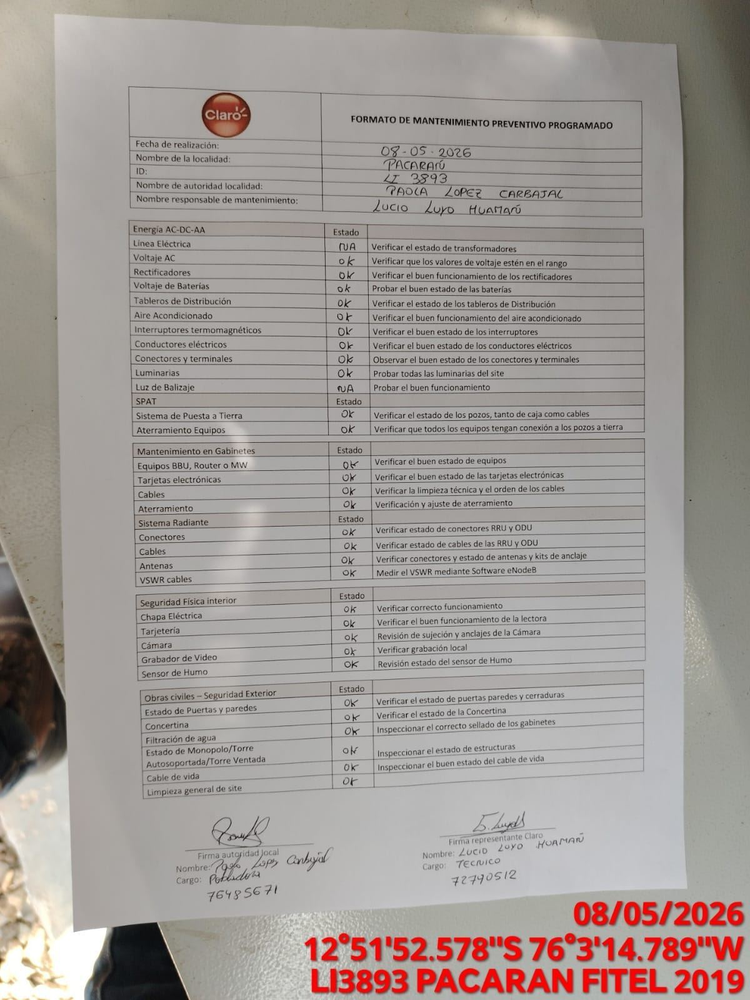 Claro
FORMATO DE MANTENIMIENTO PREVENTIVO PROGRAMADO
Fecha de realización: 08-05-2026
Nombre de la localidad: PACARAÑ
ID: LI 3893
Nombre de autoridad localidad: PAOLA LOPEZ CARBAJAL
Nombre responsable de mantenimiento: LUCIO LUYO HUAMAÑ
Energía AC-DC-AA Estado
Línea Eléctrica NA Verificar el estado de transformadores
Voltaje AC ok Verificar que los valores de voltaje estén en el rango
Rectificadores ok Verificar el buen funcionamiento de los rectificadores
Voltaje de Baterías ok Probar el buen estado de las baterías
Tableros de Distribución ok Verificar el estado de los tableros de Distribución
Aire Acondicionado ok Verificar el buen funcionamiento del aire acondicionado
Interruptores termomagnéticos ok Verificar el buen estado de los interruptores
Conductores eléctricos ok Verificar el buen estado de los conductores eléctricos
Conectores y terminales ok Observar el buen estado de los conectores y terminales
Luminarias ok Probar todas las luminarias del site
Luz de Balizaje NA Probar el buen funcionamiento
SPAT Estado
Sistema de Puesta a Tierra ok Verificar el estado de los pozos, tanto de caja como cables
Aterramiento Equipos ok Verificar que todos los equipos tengan conexión a los pozos a tierra
Mantenimiento en Gabinetes Estado
Equipos BBU, Router o MW ok Verificar el buen estado de equipos
Tarjetas electrónicas ok Verificar el buen estado de las tarjetas electrónicas
Cables ok Verificar la limpieza técnica y el orden de los cables
Aterramiento ok Verificación y ajuste de aterramiento
Sistema Radiante Estado
Conectores ok Verificar estado de conectores RRU y ODU
Cables ok Verificar estado de cables de las RRU y ODU
Antenas ok Verificar conectores y estado de antenas y kits de anclaje
VSWR cables ok Medir el VSWR mediante Software eNodeB
Seguridad Física interior Estado
Chapa Eléctrica ok Verificar correcto funcionamiento
Tarjetería ok Verificar el buen funcionamiento de la lectora
Cámara ok Revisión de sujeción y anclajes de la Cámara
Grabador de Video ok Verificar grabación local
Sensor de Humo ok Revisión estado del sensor de Humo
Obras civiles – Seguridad Exterior Estado
Estado de Puertas y paredes ok Verificar el estado de puertas paredes y cerraduras
Concertina ok Verificar el estado de la Concertina
Filtración de agua ok Inspeccionar el correcto sellado de los gabinetes
Estado de Monopolo/Torre
Autosoportada/Torre Ventada ok Inspeccionar el estado de estructuras
Cable de vida ok Inspeccionar el buen estado del cable de vida
Limpieza general de site ok
Firma autoridad local
Nombre: Paola Lopez Carbajal
Cargo: Pobladora
76485671
Firma representante Claro
Nombre: LUCIO LUYO HUAMAÑ
Cargo: TECNICO
72790512
08/05/2026
12°51'52.578"S 76°3'14.789"W
LI3893 PACARAN FITEL 2019